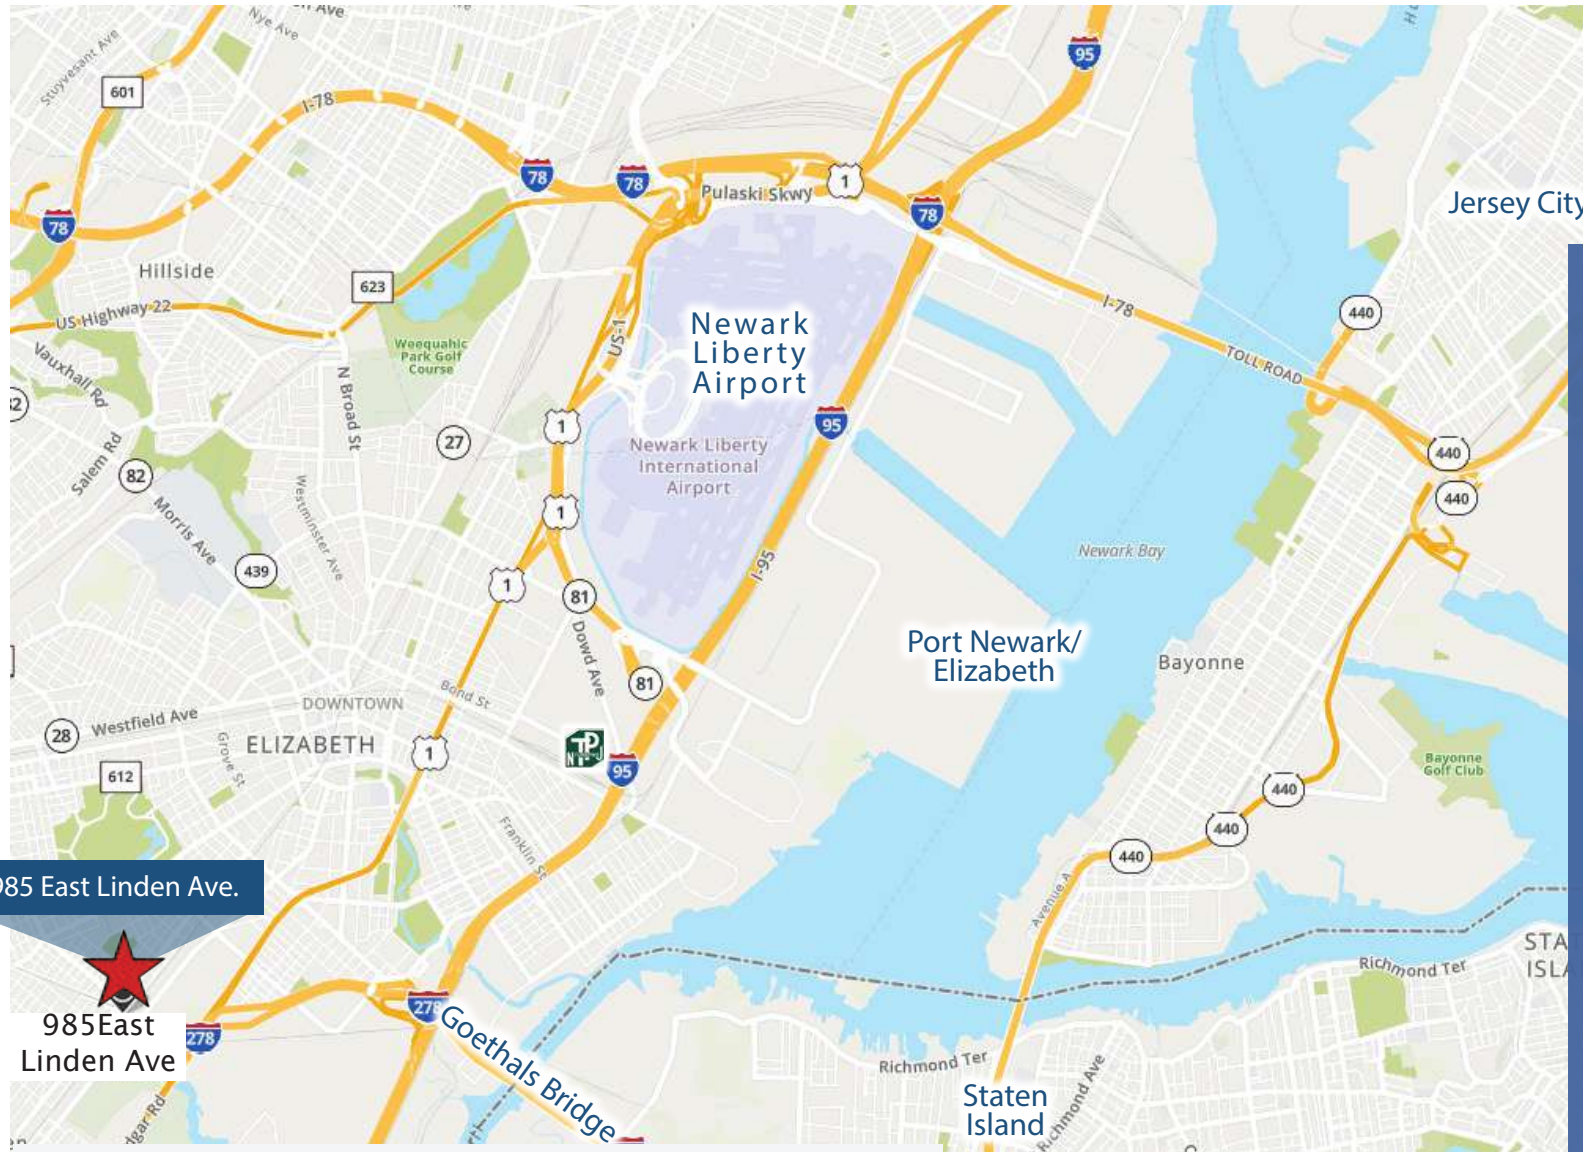 Nye Ave
Ave
Stuyvesant Ave
601
I-78
95
78
78
Pulaski Skwy
1
78
78
Jersey City
Hillside
623
US Highway 22
Weequahic
Park Golf
Course
US-1
Newark
Liberty
Airport
I-78
440
TOLL ROAD
Vauxhall Rd
N Broad St
27
1
95
Newark Liberty
International
Airport
440
440
Salem Rd
82
Morris Ave
Westminster Ave
1
439
1
81
I-95
Newark Bay
Dowd Ave
Port Newark/
Elizabeth
Bayonne
81
Bond St
DOWNTOWN
28
Westfield Ave
Grove St
ELIZABETH
1
95
612
Bayonne
Golf Club
440
440
440
Franklin St
985 East Linden Ave.
Avenue A
985East
Linden Ave
278
278
Goethals Bridge
Richmond Ter
Richmond Ter
Staten
Island
Richmond Ave